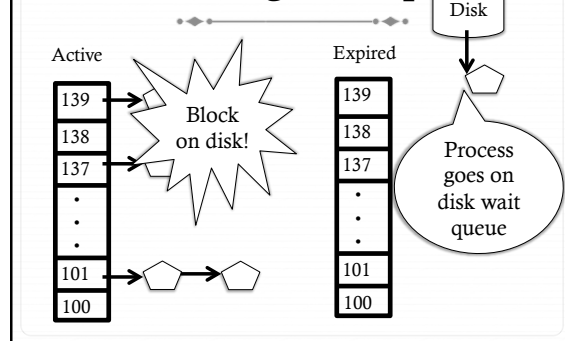 Disk
Active
Expired
139
138
137
.
.
.
101
100
Block
on disk!
139
138
137
.
.
.
101
100
Process
goes on
disk wait
queue